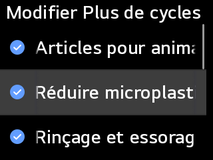 Modifier Plus de cycles
Articles pour anima
Réduire microplast
Rinçage et essorag